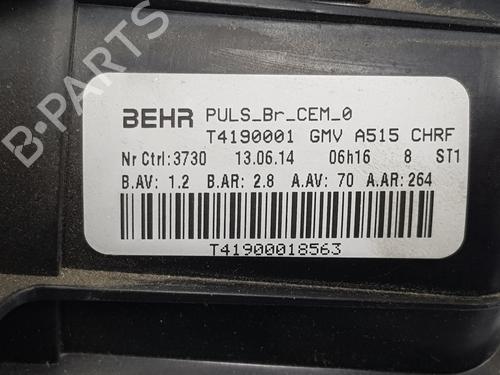 BEHR PULS_Br_CEM_0
T4190001 GMV A515 CHRF
Nr Ctrl:3730 13.06.14 06h16 8 ST1
B.AV: 1.2 B.AR: 2.8 A.AV: 70 A.AR: 264
T41900018563
B-PARTS